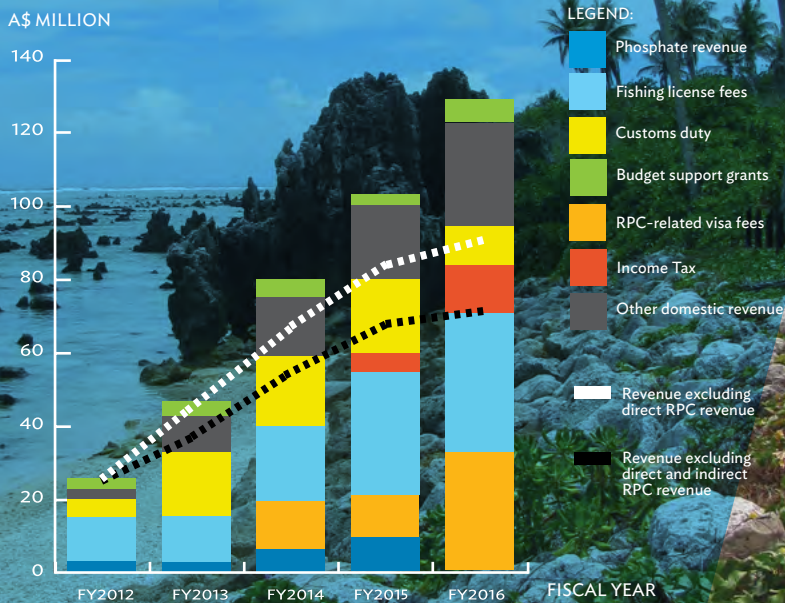 A$ MILLION
140
120
100
80
60
40
20
0
FY2012
FY2013
FY2014
FY2015
FY2016
FISCAL YEAR
LEGEND:
Phosphate revenue
Fishing license fees
Customs duty
Budget support grants
RPC-related visa fees
Income Tax
Other domestic revenue
Revenue excluding
direct RPC revenue
Revenue excluding
direct and indirect
RPC revenue